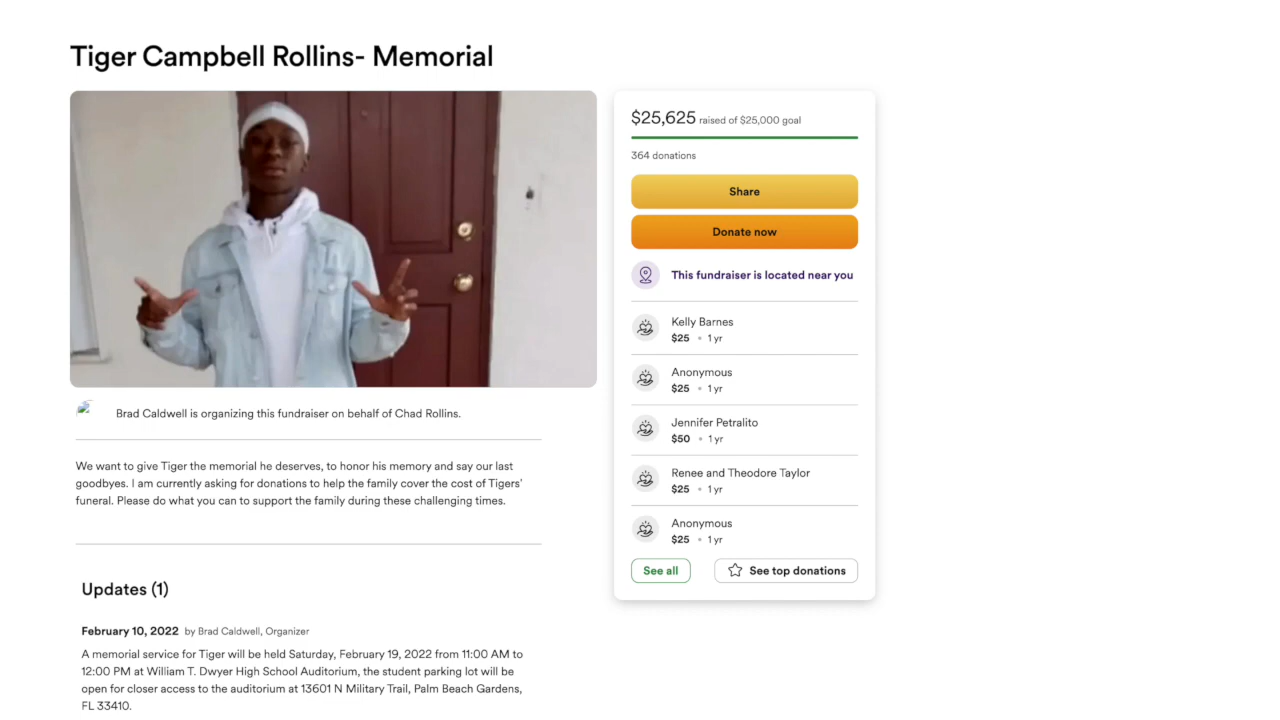 Tiger Campbell Rollins- Memorial
$25,625 raised of $25,000 goal
364 donations
Share
Donate now
This fundraiser is located near you
Kelly Barnes
$25 • 1 yr
Anonymous
$25 • 1 yr
Jennifer Petralito
$50 • 1 yr
Renee and Theodore Taylor
$25 • 1 yr
Anonymous
$25 • 1 yr
See all
See top donations
Brad Caldwell is organizing this fundraiser on behalf of Chad Rollins.
We want to give Tiger the memorial he deserves, to honor his memory and say our last
goodbyes. I am currently asking for donations to help the family cover the cost of Tigers'
funeral. Please do what you can to support the family during these challenging times.
Updates (1)
February 10, 2022 by Brad Caldwell, Organizer
A memorial service for Tiger will be held Saturday, February 19, 2022 from 11:00 AM to
12:00 PM at William T. Dwyer High School Auditorium, the student parking lot will be
open for closer access to the auditorium at 13601 N Military Trail, Palm Beach Gardens,
FL 33410.